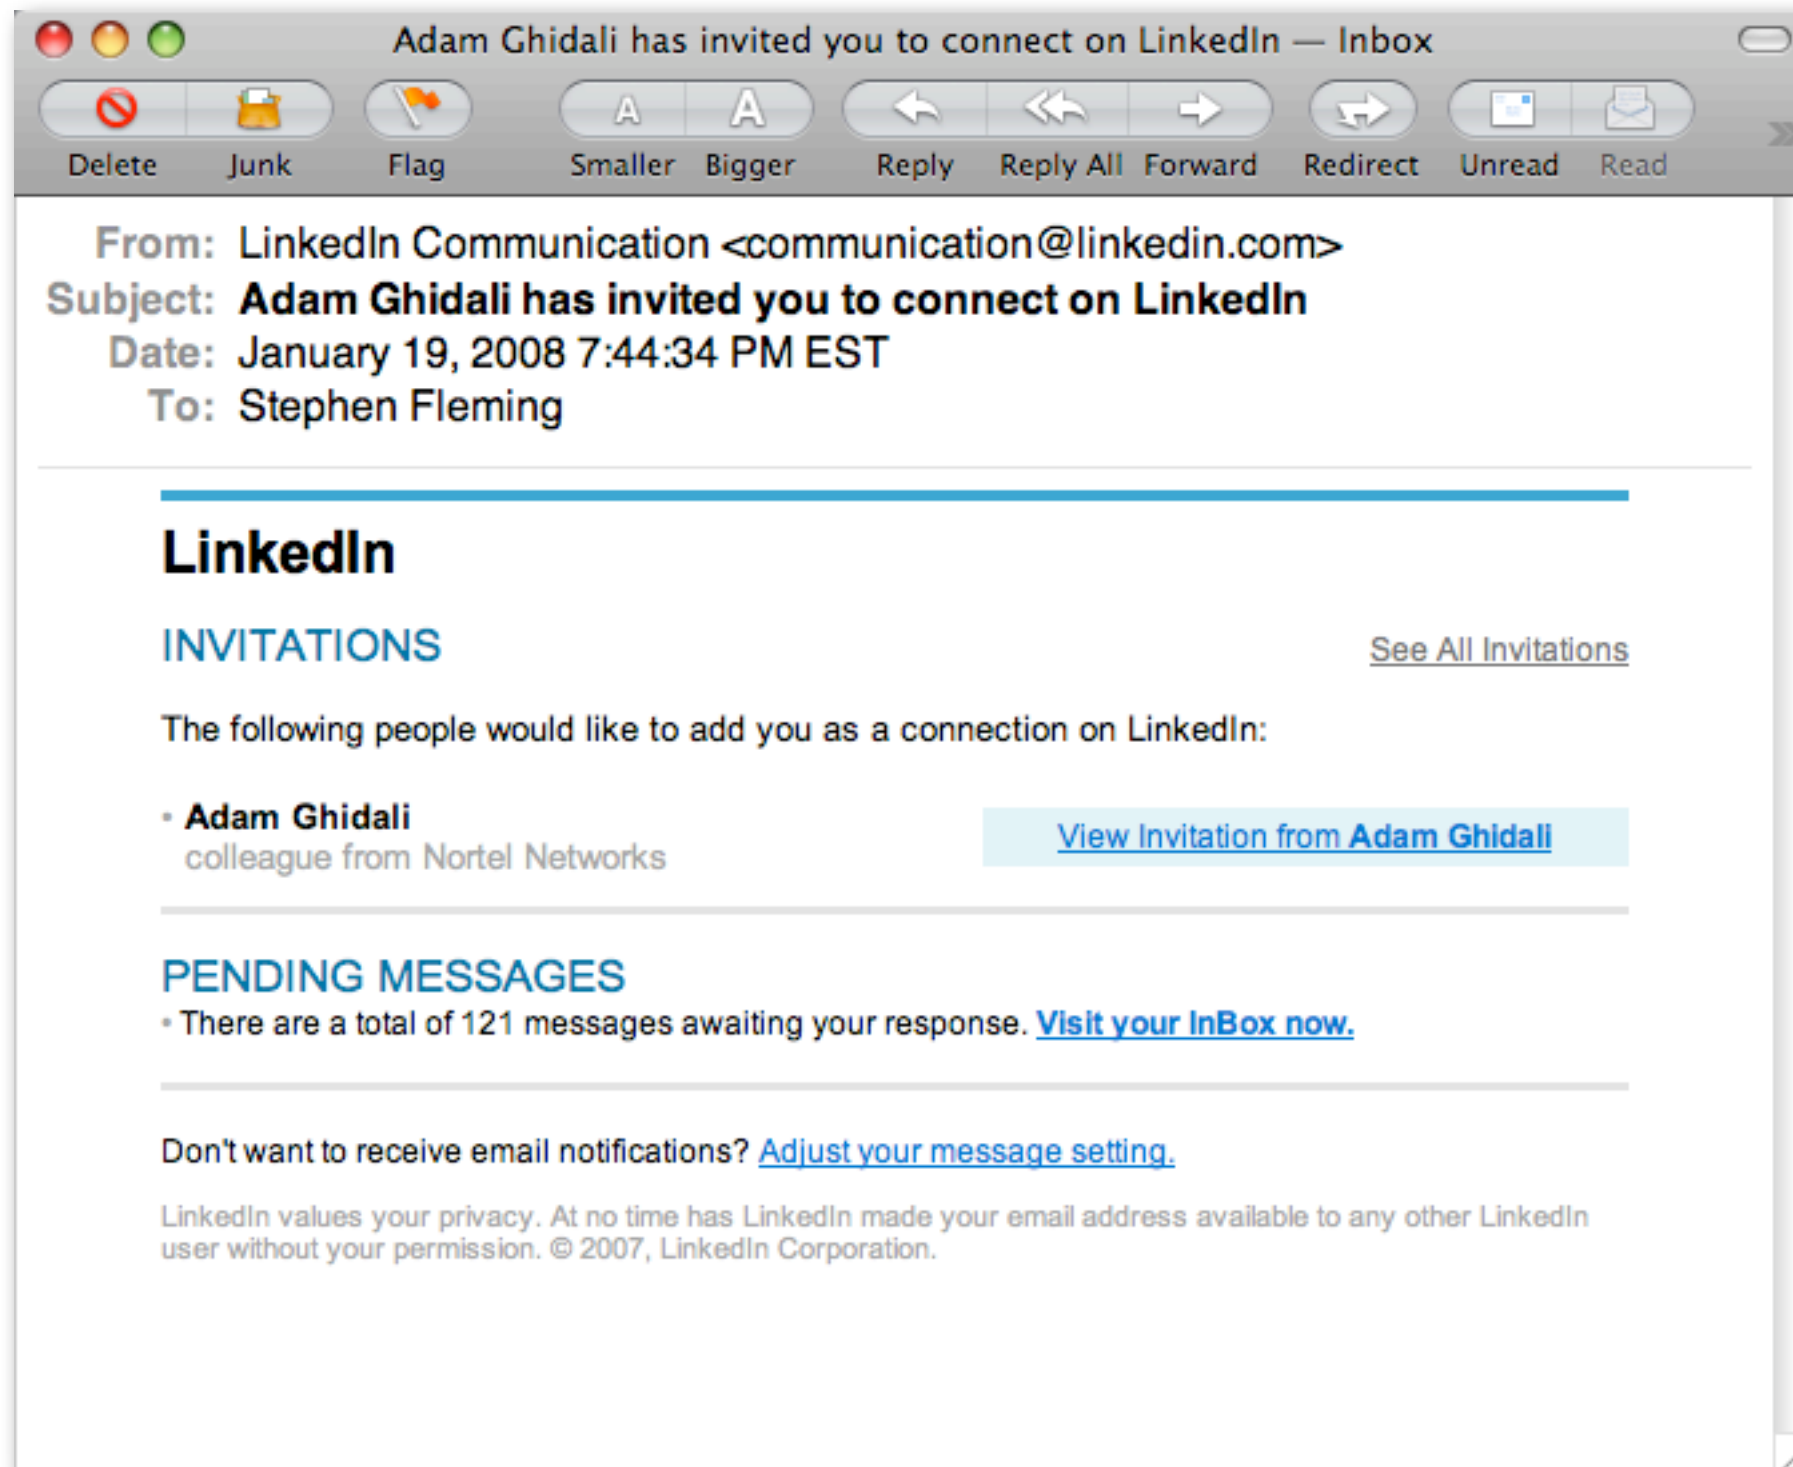 Adam Ghidali has invited you to connect on LinkedIn — Inbox
A A
Delete Junk Flag Smaller Bigger Reply Reply All Forward Redirect Unread Read
From: LinkedIn Communication <communication@linkedin.com>
Subject: Adam Ghidali has invited you to connect on LinkedIn
Date: January 19, 2008 7:44:34 PM EST
To: Stephen Fleming
LinkedIn
INVITATIONS See All Invitations
The following people would like to add you as a connection on LinkedIn:
• Adam Ghidali
colleague from Nortel Networks
View Invitation from Adam Ghidali
PENDING MESSAGES
• There are a total of 121 messages awaiting your response. Visit your InBox now.
Don't want to receive email notifications? Adjust your message setting.
LinkedIn values your privacy. At no time has LinkedIn made your email address available to any other LinkedIn
user without your permission. © 2007, LinkedIn Corporation.